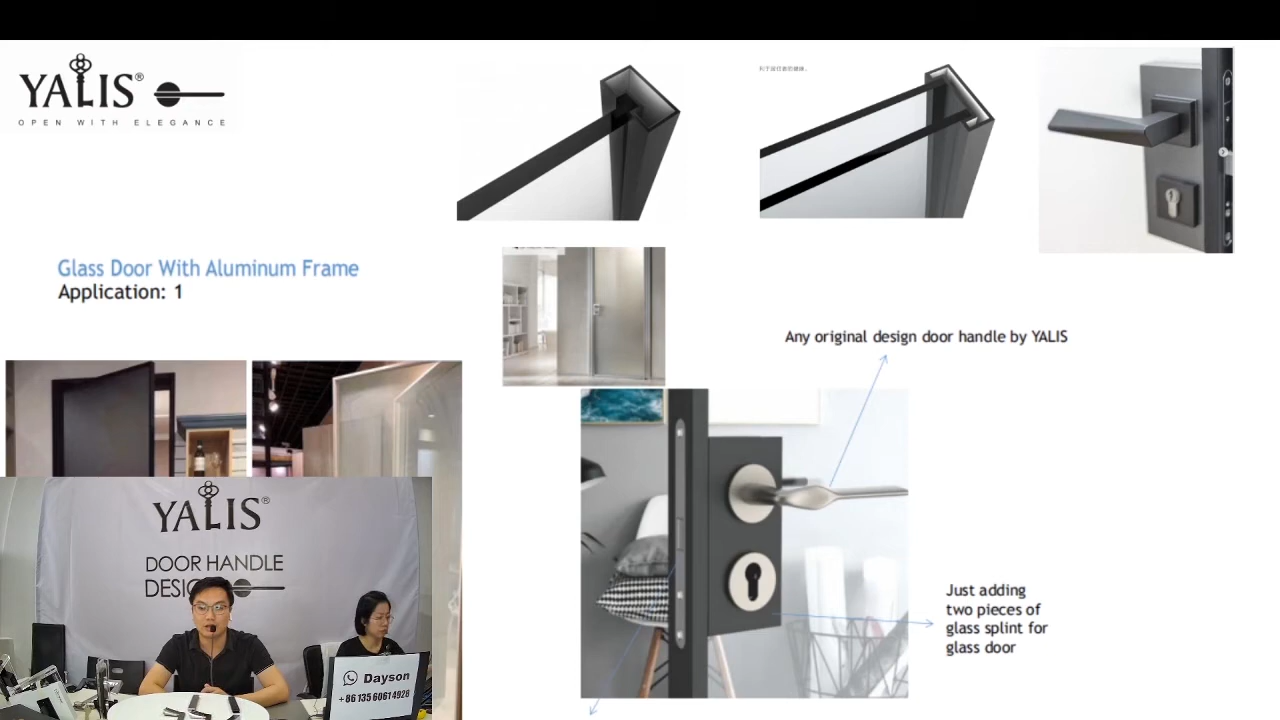 YALIS®
OPEN WITH ELEGANCE
Glass Door With Aluminum Frame
Application: 1
Any original design door handle by YALIS
Just adding
two pieces of
glass splint for
glass door
YALIS®
DOOR HANDLE
DESIG
Dayson
+86 135 6061 4928